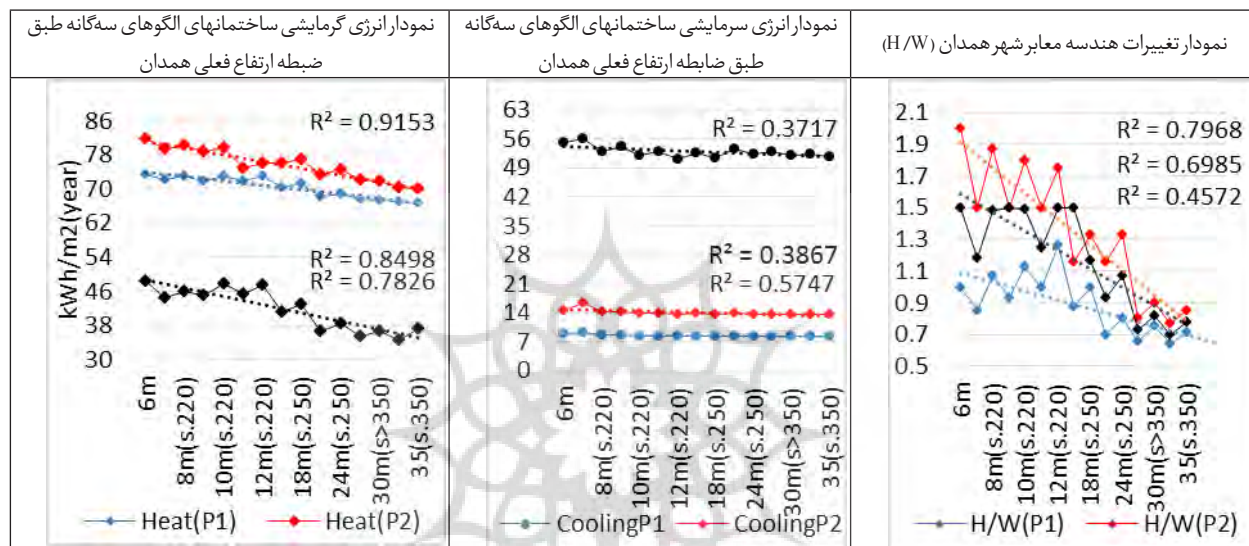 نمودار تغییرات هندسه معابر شهر همدان (H/W)
نمودار انرژی سرمایشی ساختمانهای الگوهای سه‌گانه
طبق ضابطه ارتفاع فعلی همدان
نمودار انرژی گرمایشی ساختمانهای الگوهای سه‌گانه طبق
ضبطه ارتفاع فعلی همدان
kWh/m2(year)
86
78
70
62
54
46
38
30
R² = 0.9153
R² = 0.8498
R² = 0.7826
6m
8m(s.220)
10m(s.220)
12m(s.220)
18m(s.250)
24m(s.250)
30m(s>350)
35(s.350)
Heat(P1)
Heat(P2)
63
56
49
42
35
28
21
14
7
0
R² = 0.3717
R² = 0.3867
R² = 0.5747
6m
8m(s.220)
10m(s.220)
12m(s.220)
18m(s.250)
24m(s.250)
30m(s>350)
35(s.350)
CoolingP1
CoolingP2
2.1
1.9
1.7
1.5
1.3
1.1
0.9
0.7
0.5
R² = 0.7968
R² = 0.6985
R² = 0.4572
6m
8m(s.220)
10m(s.220)
12m(s.220)
18m(s.250)
24m(s.250)
30m(s>350)
35(s.350)
H/W(P1)
H/W(P2)